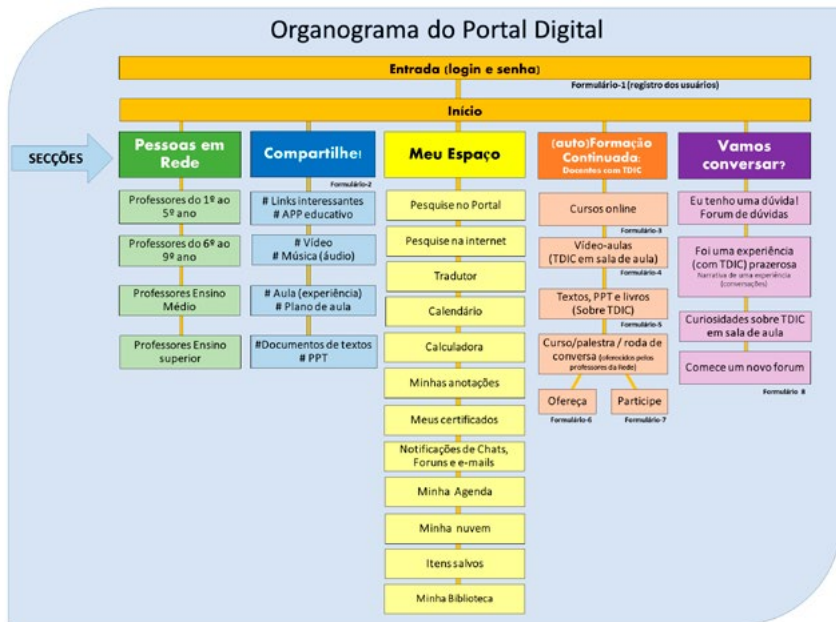 Organograma do Portal Digital
Entrada (login e senha)
Formulário-1 (registro dos usuários)
Início
SECÇÕES
Pessoas em
Rede
Professores do 1º ao
5º ano
Professores do 6º ao
9º ano
Professores Ensino
Médio
Professores Ensino
superior
Compartilhe!
Formulário-2
# Links interessantes
# APP educativo
# Vídeo
# Música (áudio)
# Aula (experiência)
# Plano de aula
#Documentos de textos
# PPT
Meu Espaço
Pesquise no Portal
Pesquise na internet
Tradutor
Calendário
Calculadora
Minhas anotações
Meus certificados
Notificações de Chats,
Foruns e e-mails
Minha Agenda
Minha nuvem
Itens salvos
Minha Biblioteca
(auto)Formação
Continuada:
Docentes com TDIC
Cursos online
Formulário-3
Vídeo-aulas
(TDIC em sala de aula)
Formulário-4
Textos, PPT e livros
(Sobre TDIC)
Formulário-5
Curso/palestra / roda de
conversa (oferecidos pelos
professores da Rede)
Ofereça
Formulário-6
Participe
Formulário-7
Vamos
conversar?
Eu tenho uma dúvida!
Forum de dúvidas
Foi uma experiência
(com TDIC) prazerosa
Narrativa de uma experiência
(conversações)
Curiosidades sobre TDIC
em sala de aula
Comece um novo forum
Formulário 8